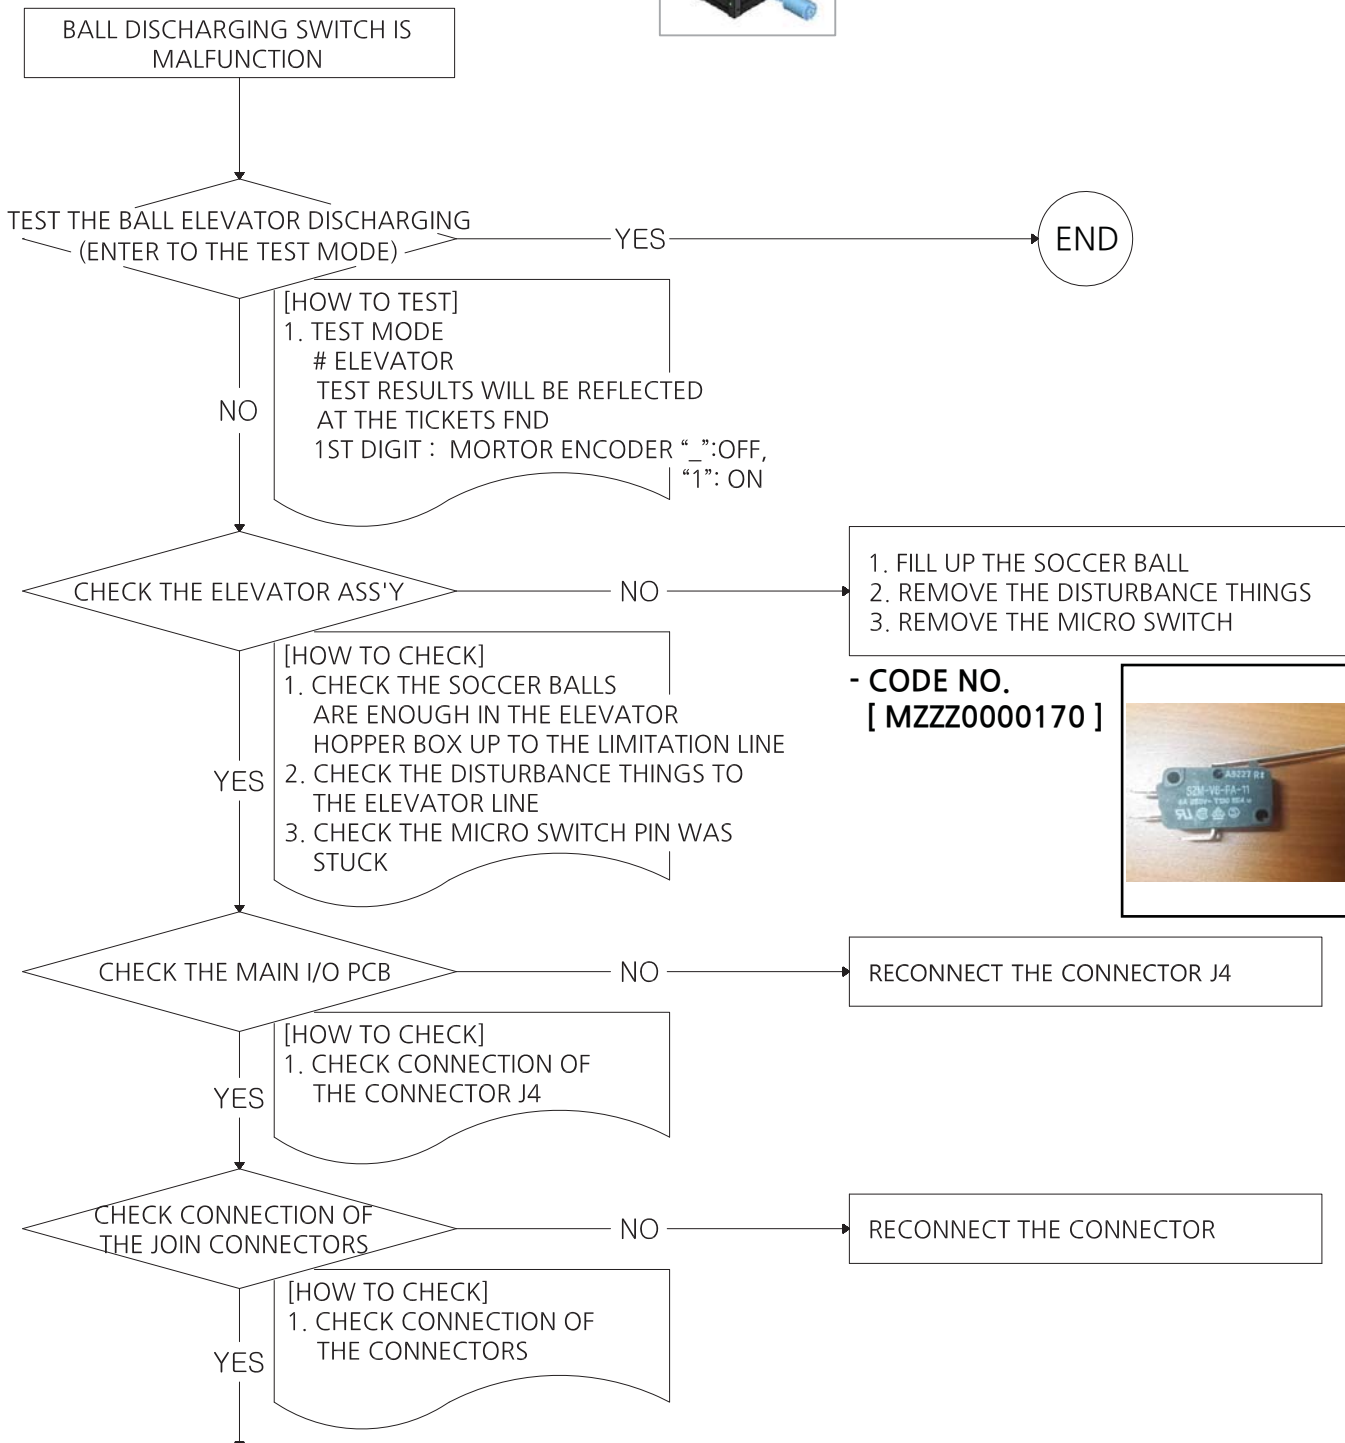 BALL DISCHARGING SWITCH IS
MALFUNCTION
TEST THE BALL ELEVATOR DISCHARGING
(ENTER TO THE TEST MODE)
YES
END
[HOW TO TEST]
1. TEST MODE
# ELEVATOR
TEST RESULTS WILL BE REFLECTED
AT THE TICKETS FND
1ST DIGIT : MORTOR ENCODER “_”:OFF,
“1”: ON
NO
CHECK THE ELEVATOR ASS'Y
NO
1. FILL UP THE SOCCER BALL
2. REMOVE THE DISTURBANCE THINGS
3. REMOVE THE MICRO SWITCH
[HOW TO CHECK]
1. CHECK THE SOCCER BALLS
ARE ENOUGH IN THE ELEVATOR
HOPPER BOX UP TO THE LIMITATION LINE
2. CHECK THE DISTURBANCE THINGS TO
THE ELEVATOR LINE
3. CHECK THE MICRO SWITCH PIN WAS
STUCK
YES
- CODE NO.
[ MZZZ0000170 ]
CHECK THE MAIN I/O PCB
NO
RECONNECT THE CONNECTOR J4
[HOW TO CHECK]
1. CHECK CONNECTION OF
THE CONNECTOR J4
YES
CHECK CONNECTION OF
THE JOIN CONNECTORS
NO
RECONNECT THE CONNECTOR
[HOW TO CHECK]
1. CHECK CONNECTION OF
THE CONNECTORS
YES